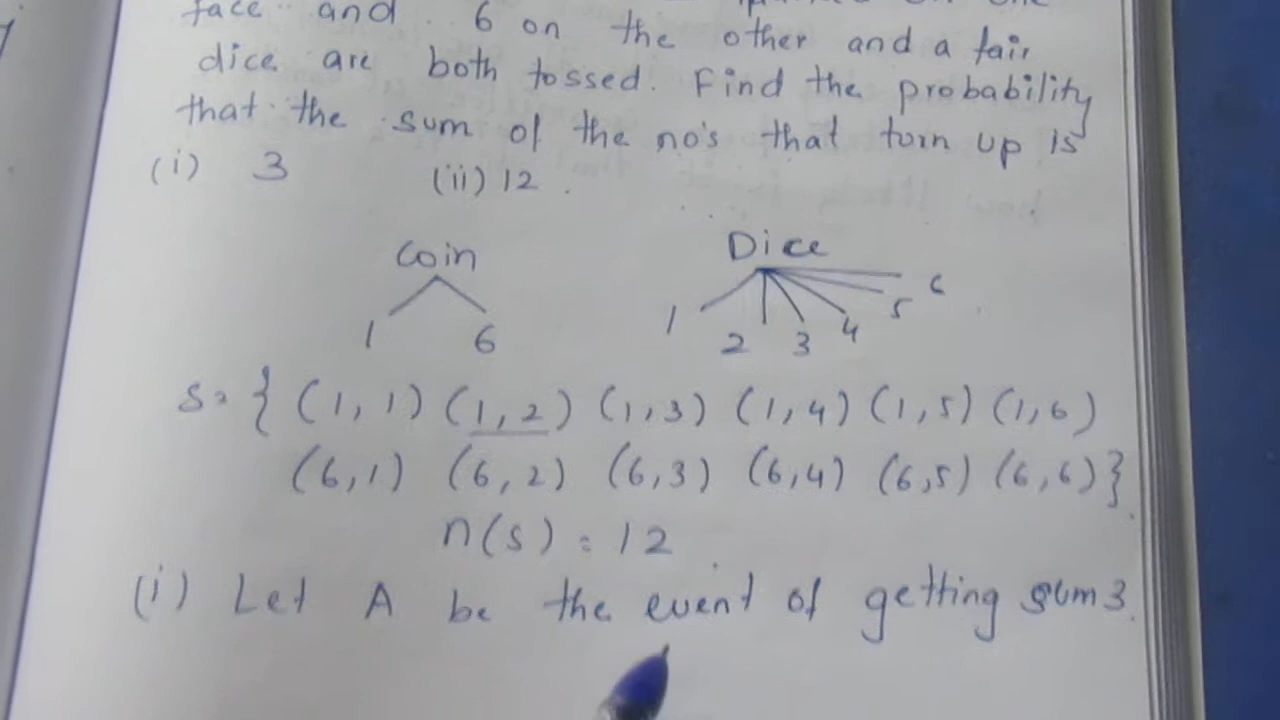 face and 6 on the other and a fair
dice are both tossed. Find the probability
that the sum of the no's that turn up is
(i) 3 (ii) 12.
Coin Dice
1 6 1 2 3 4 5 6
S = { (1, 1) (1, 2) (1, 3) (1, 4) (1, 5) (1, 6)
(6, 1) (6, 2) (6, 3) (6, 4) (6, 5) (6, 6) }
n(s) = 12
(i) Let A be the event of getting sum 3.